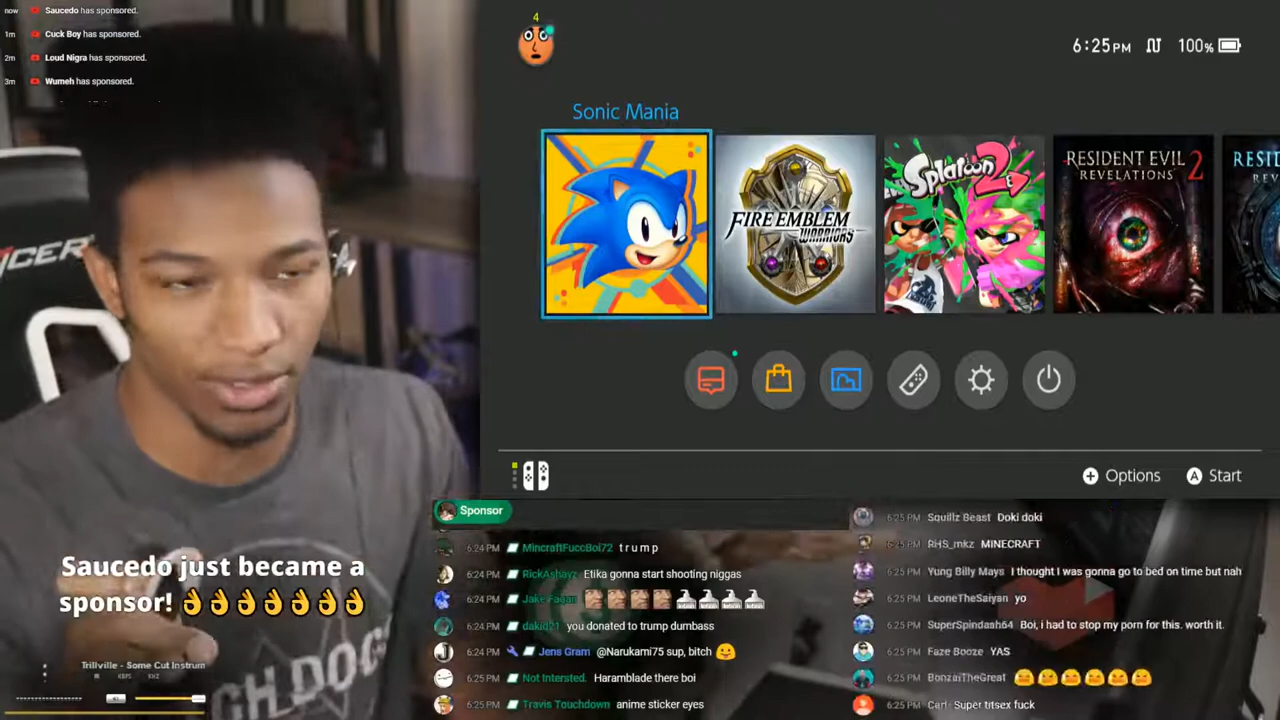 now Saucedo has sponsored.
1m Cuck Boy has sponsored.
2m Loud Nigra has sponsored.
3m Wumeh has sponsored.
4
6:25PM 100%
Sonic Mania
FIRE EMBLEM
WARRIORS
Splatoon 2
RESIDENT EVIL
REVELATIONS 2
RESID
REV
Options Start
Sponsor
6:24 PM MincraftFuccBoi72 t r u m p
6:24 PM RickAshayz Etika gonna start shooting niggas
6:24 PM Jake Fagan
6:24 PM dakid21 you donated to trump dumbass
6:24 PM Jens Gram @Narukami75 sup, bitch 🙂
6:25 PM Not Intersted. Haramblade there boi
6:25 PM Travis Touchdown anime sticker eyes
6:25 PM Squillz Beast Doki doki
6:25 PM RHS_mkz MINECRAFT
6:25 PM Yung Billy Mays I thought I was gonna go to bed on time but nah
6:25 PM LeoneTheSaiyan yo
6:25 PM SuperSpindash64 Boi, i had to stop my porn for this. worth it.
6:25 PM Faze Booze YAS
6:25 PM BonzaiTheGreat 😆😆😆😆😆😆
6:25 PM Carl Super titsex fuck
Saucedo just became a
sponsor! 👌👌👌👌👌👌👌
Trillville - Some Cut Instrum
GH DOG